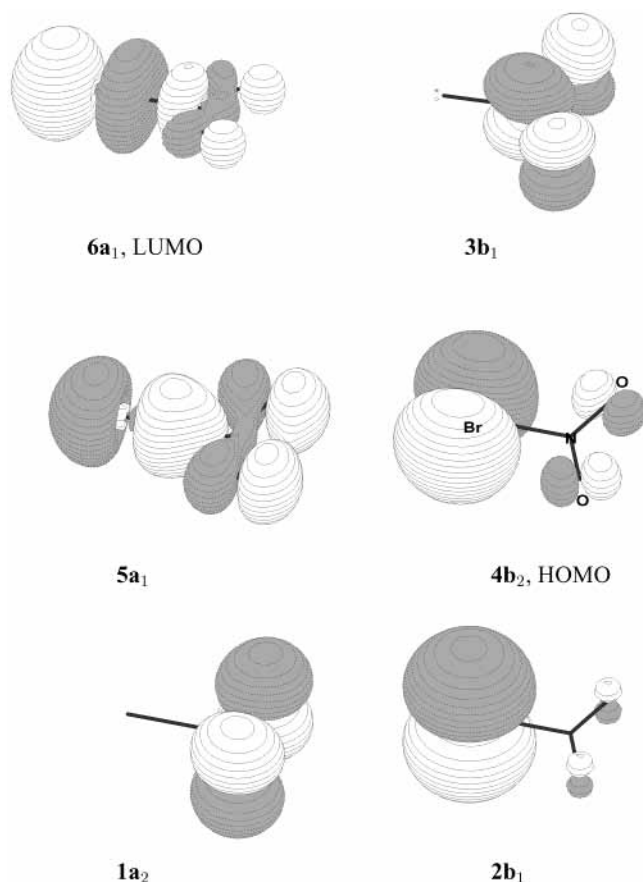 6a₁, LUMO
3b₁
O
Br
N
O
5a₁
4b₂, HOMO
1a₂
2b₁